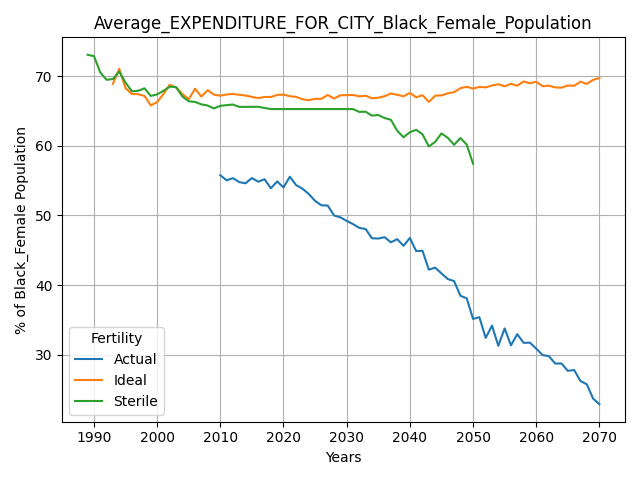 Average_EXPENDITURE_FOR_CITY_Black_Female_Population
% of Black_Female Population
70
60
50
40
30
Fertility
Actual
Ideal
Sterile
1990 2000 2010 2020 2030 2040 2050 2060 2070
Years